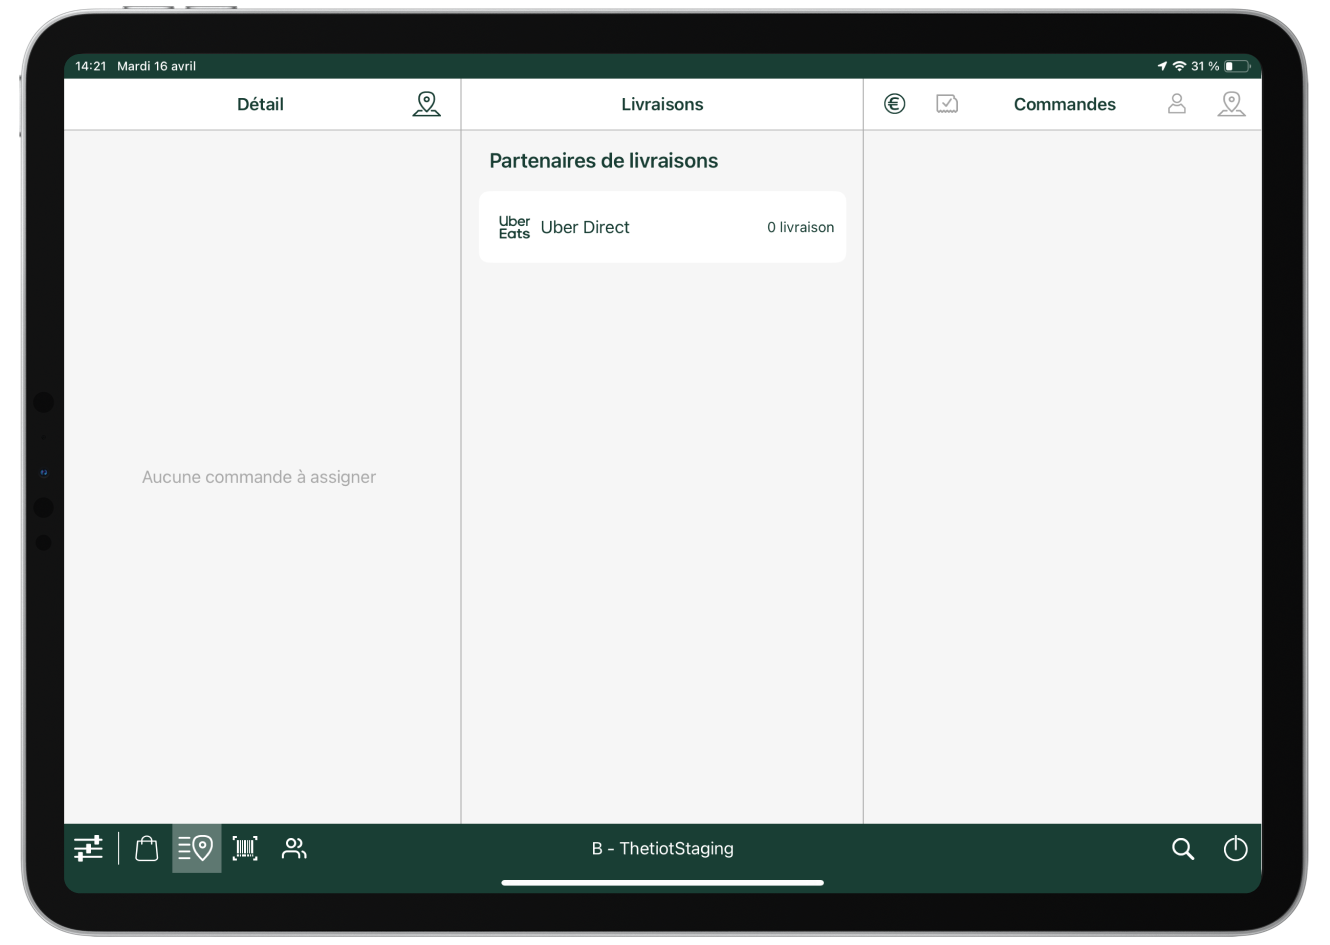 14:21 Mardi 16 avril
31 %
Détail
Livraisons
Commandes
Partenaires de livraisons
Uber
Eats
Uber Direct
0 livraison
Aucune commande à assigner
B - ThetiotStaging